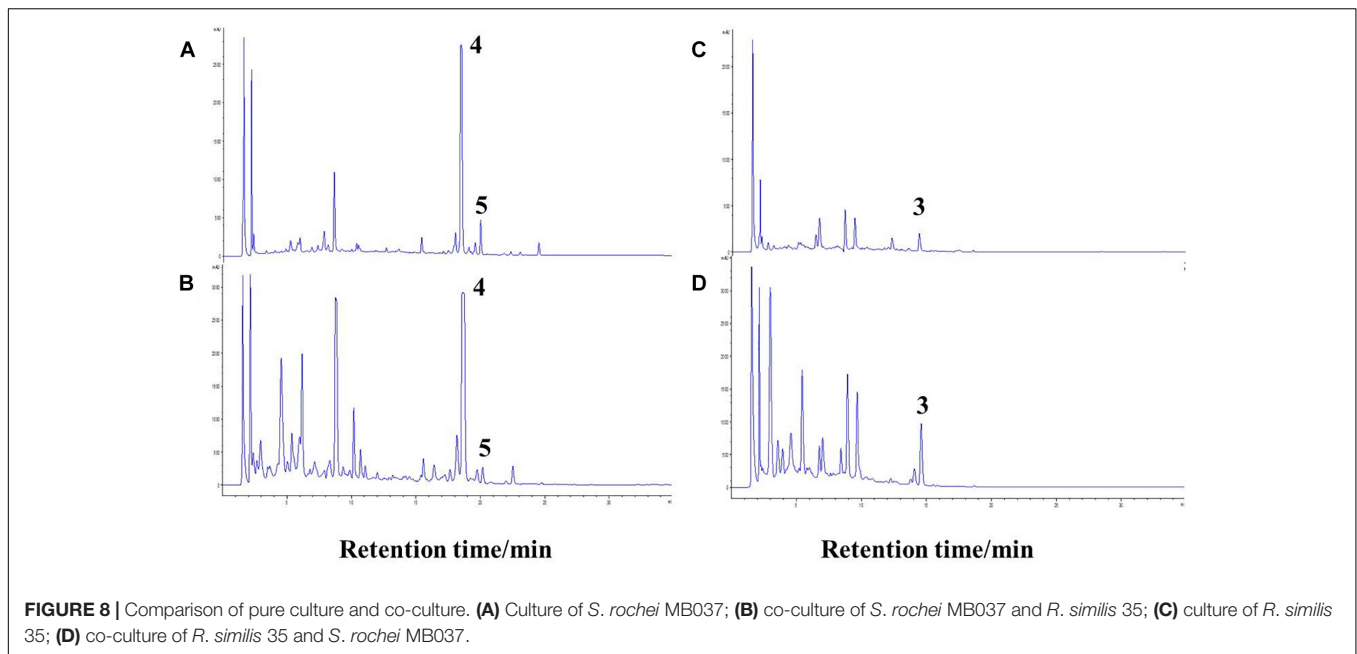 A
4
5
C
3
B
4
5
D
3
Retention time/min
Retention time/min
FIGURE 8 | Comparison of pure culture and co-culture. (A) Culture of S. rochei MB037; (B) co-culture of S. rochei MB037 and R. similis 35; (C) culture of R. similis
35; (D) co-culture of R. similis 35 and S. rochei MB037.